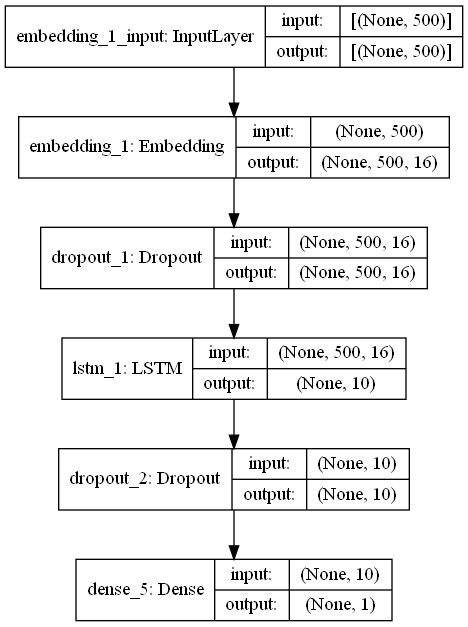 embedding_1_input: InputLayer
input: [(None, 500)]
output: [(None, 500)]
embedding_1: Embedding
input: (None, 500)
output: (None, 500, 16)
dropout_1: Dropout
input: (None, 500, 16)
output: (None, 500, 16)
lstm_1: LSTM
input: (None, 500, 16)
output: (None, 10)
dropout_2: Dropout
input: (None, 10)
output: (None, 10)
dense_5: Dense
input: (None, 10)
output: (None, 1)